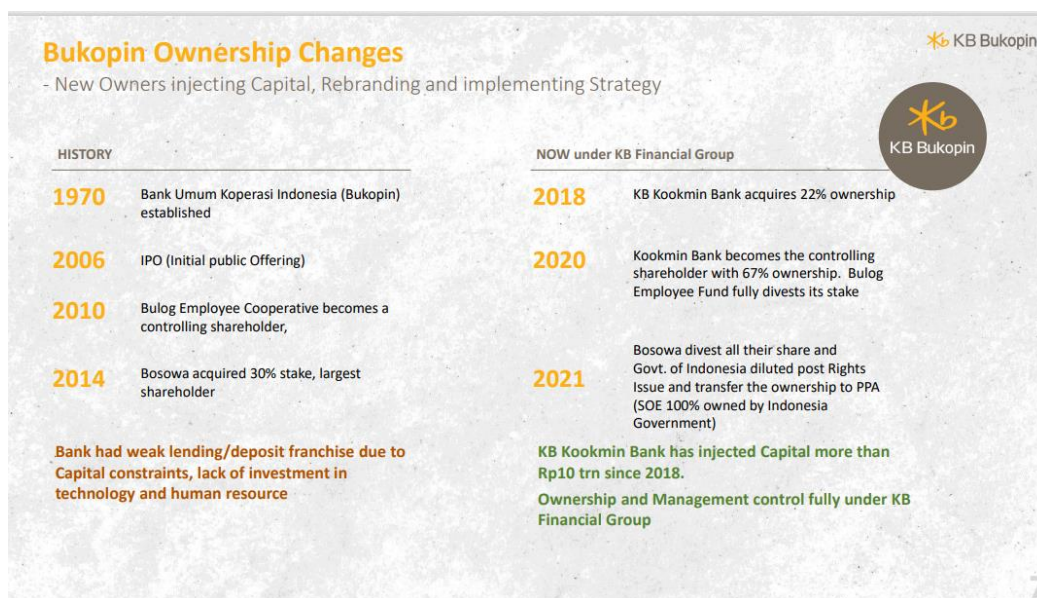 Bukopin Ownership Changes
- New Owners injecting Capital, Rebranding and implementing Strategy
KB Bukopin
KB Bukopin
HISTORY
1970
Bank Umum Koperasi Indonesia (Bukopin)
established
2006
IPO (Initial public Offering)
2010
Bulog Employee Cooperative becomes a
controlling shareholder,
2014
Bosowa acquired 30% stake, largest
shareholder
Bank had weak lending/deposit franchise due to
Capital constraints, lack of investment in
technology and human resource
NOW under KB Financial Group
2018
KB Kookmin Bank acquires 22% ownership
2020
Kookmin Bank becomes the controlling
shareholder with 67% ownership. Bulog
Employee Fund fully divests its stake
2021
Bosowa divest all their share and
Govt. of Indonesia diluted post Rights
Issue and transfer the ownership to PPA
(SOE 100% owned by Indonesia
Government)
KB Kookmin Bank has injected Capital more than
Rp10 trn since 2018.
Ownership and Management control fully under KB
Financial Group